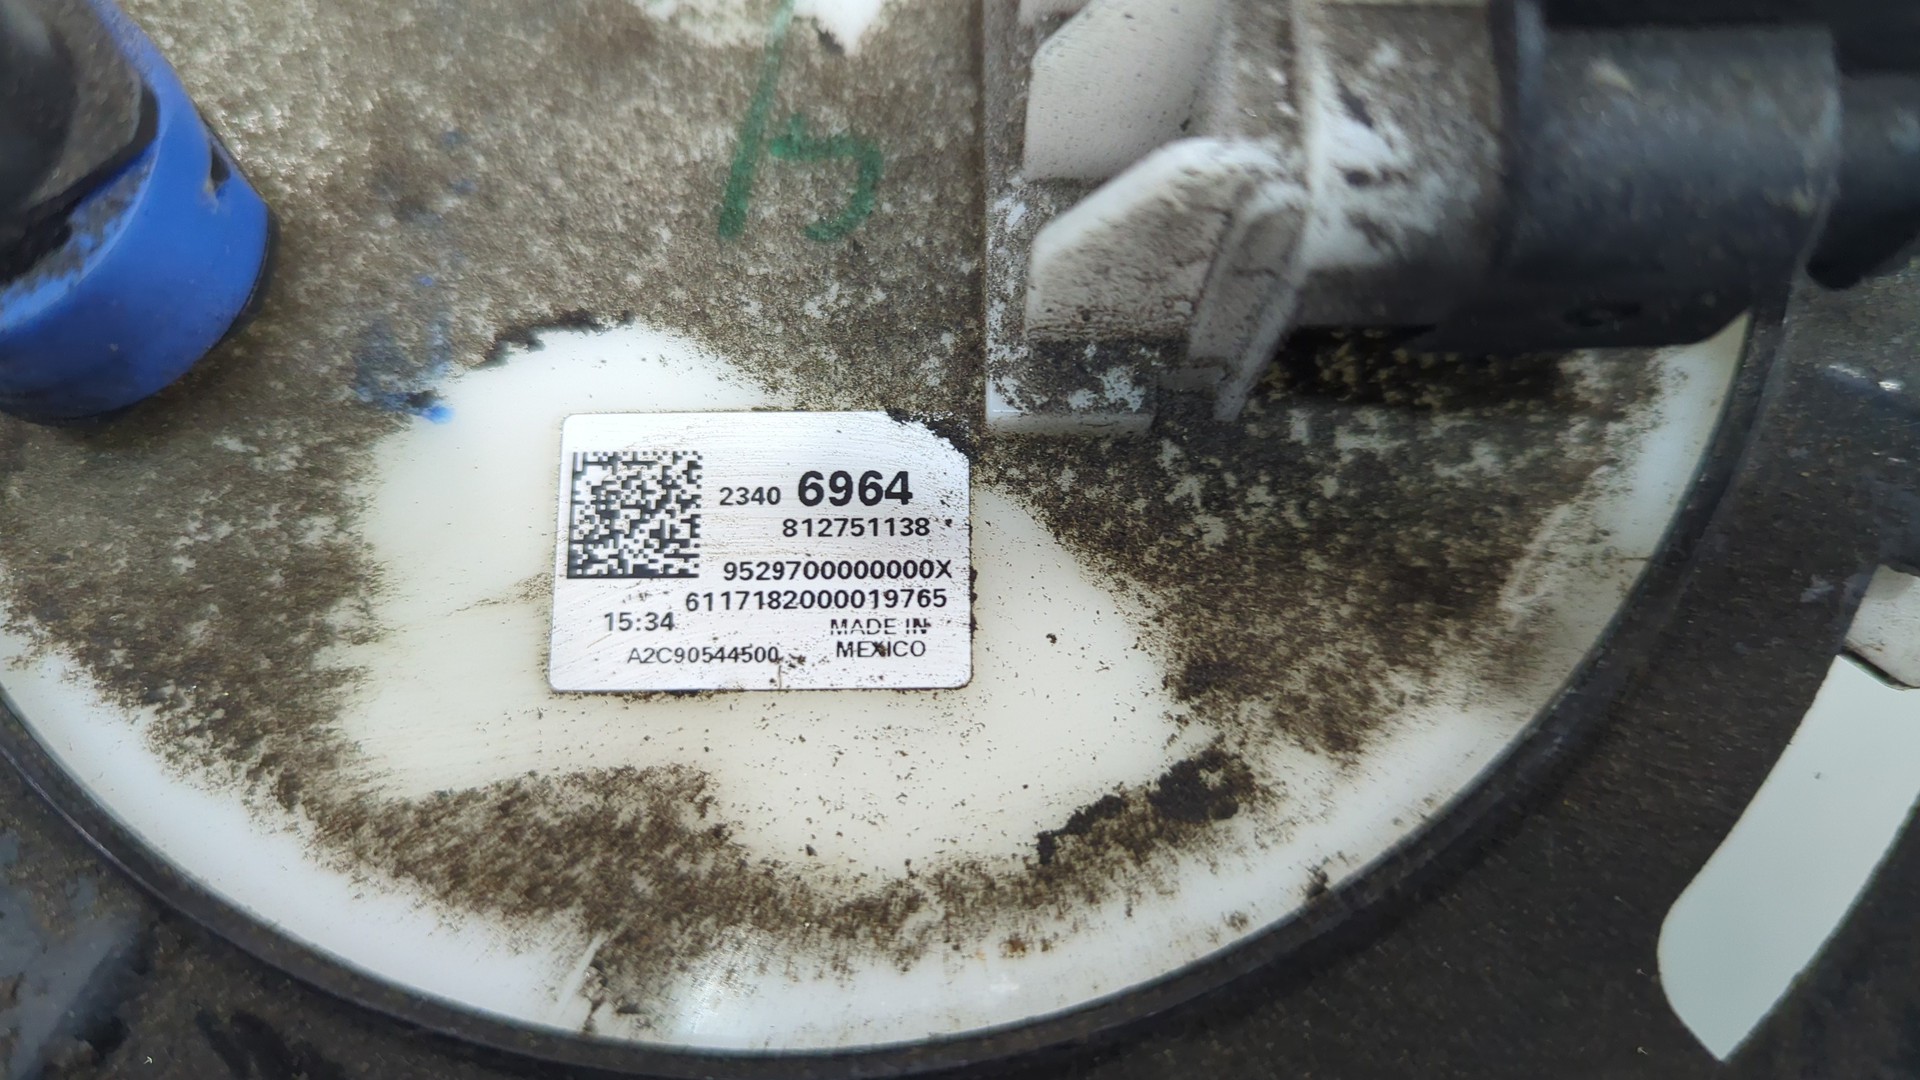 2340 6964
812751138
9529700000000X
6117182000019765
15:34
MADE IN
MEXICO
A2C90544500